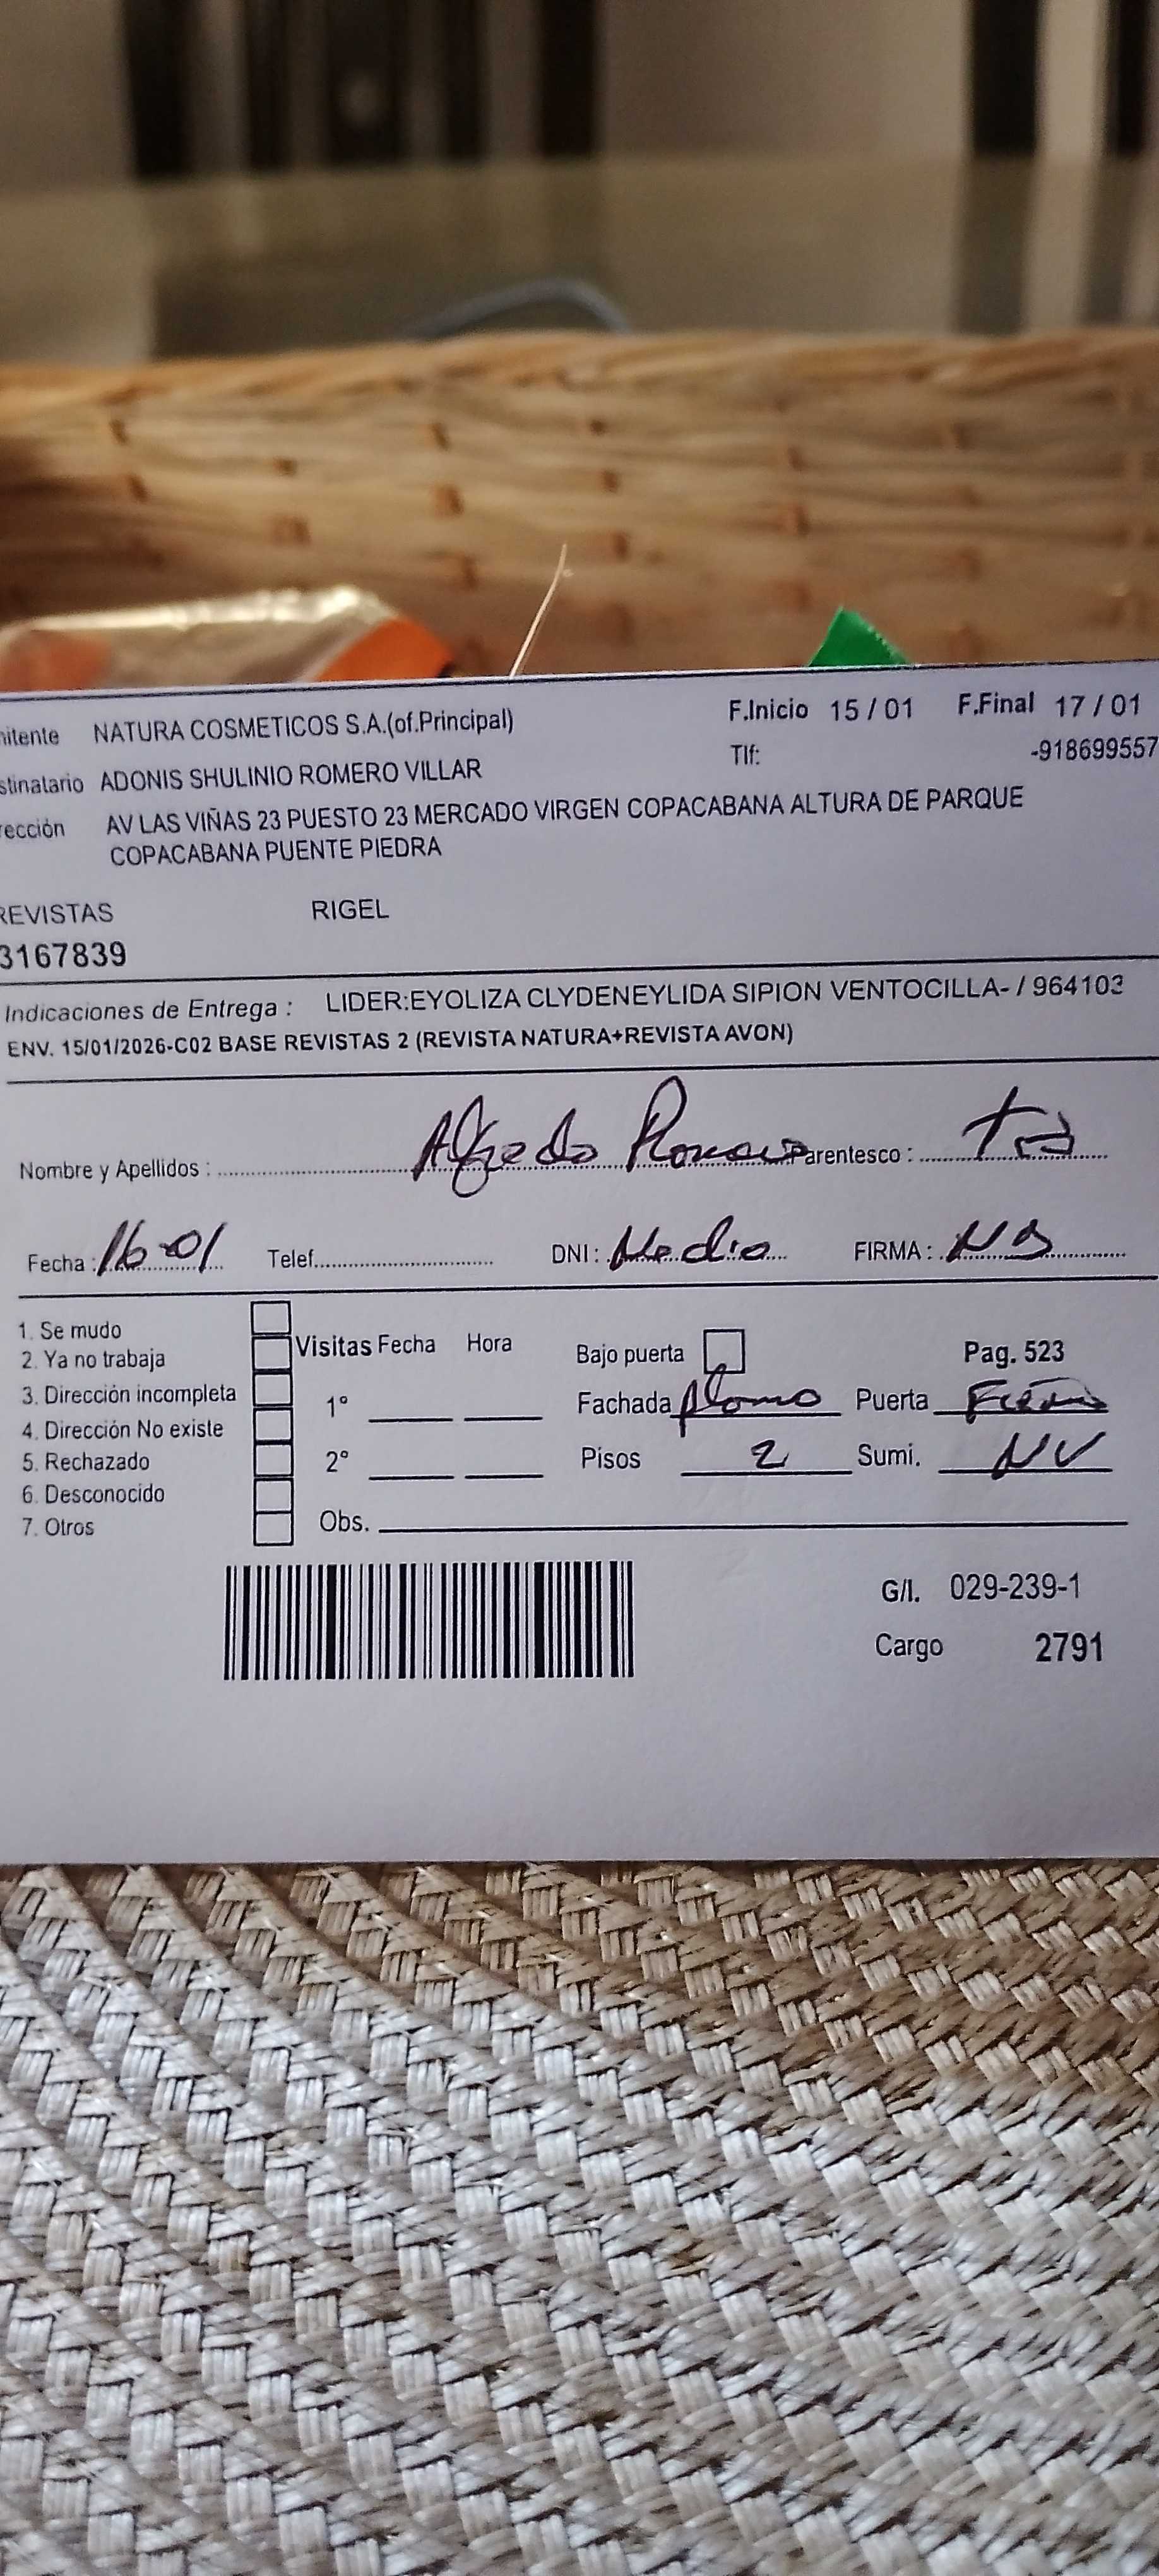 mitente NATURA COSMETICOS S.A.(of.Principal) F.Inicio 15 / 01 F.Final 17 / 01
stinatario ADONIS SHULINIO ROMERO VILLAR Tlf: -918699557
rección AV LAS VIÑAS 23 PUESTO 23 MERCADO VIRGEN COPACABANA ALTURA DE PARQUE
COPACABANA PUENTE PIEDRA
REVISTAS RIGEL
3167839
Indicaciones de Entrega : LIDER:EYOLIZA CLYDENEYLIDA SIPION VENTOCILLA- / 964103
ENV. 15/01/2026-C02 BASE REVISTAS 2 (REVISTA NATURA+REVISTA AVON)
Nombre y Apellidos : Alfredo Romero Parentesco :
Fecha : 16-01 Telef. DNI : No dio FIRMA :
1. Se mudo
2. Ya no trabaja
3. Dirección incompleta
4. Dirección No existe
5. Rechazado
6. Desconocido
7. Otros
Visitas Fecha Hora
1°
2°
Obs.
Bajo puerta Pag. 523
Fachada plomo Puerta
Pisos 2 Sumi. NV
G/I. 029-239-1
Cargo 2791